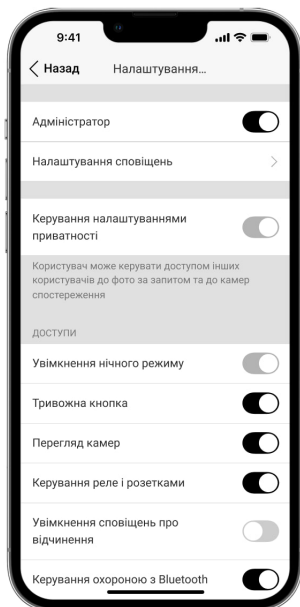 9:41
Назад Налаштування...
Адміністратор
Налаштування сповіщень
Керування налаштуваннями
приватності
Користувач може керувати доступом інших
користувачів до фото за запитом та до камер
спостереження
ДОСТУПИ
Увімкнення нічного режиму
Тривожна кнопка
Перегляд камер
Керування реле і розетками
Увімкнення сповіщень про
відчинення
Керування охороною з Bluetooth